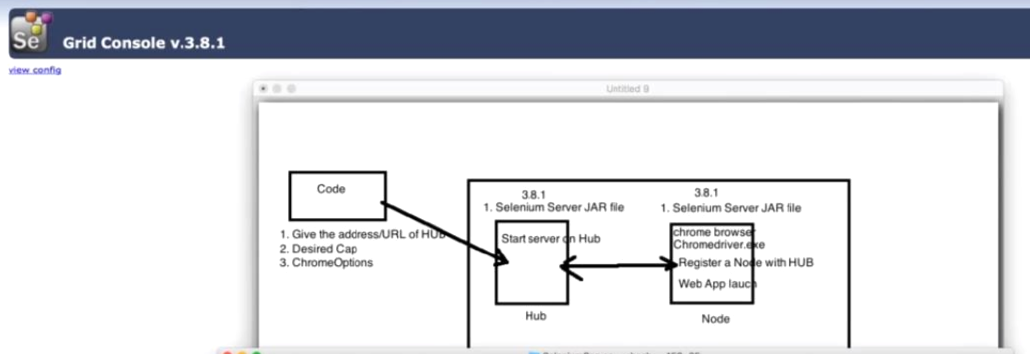 Se
Grid Console v.3.8.1
view config
Untitled 9
Code
1. Give the address/URL of HUB
2. Desired Cap
3. ChromeOptions
3.8.1
1. Selenium Server JAR file
Start server on Hub
Hub
3.8.1
1. Selenium Server JAR file
chrome browser
Chromedriver.exe
Register a Node with HUB
Web App lauch
Node